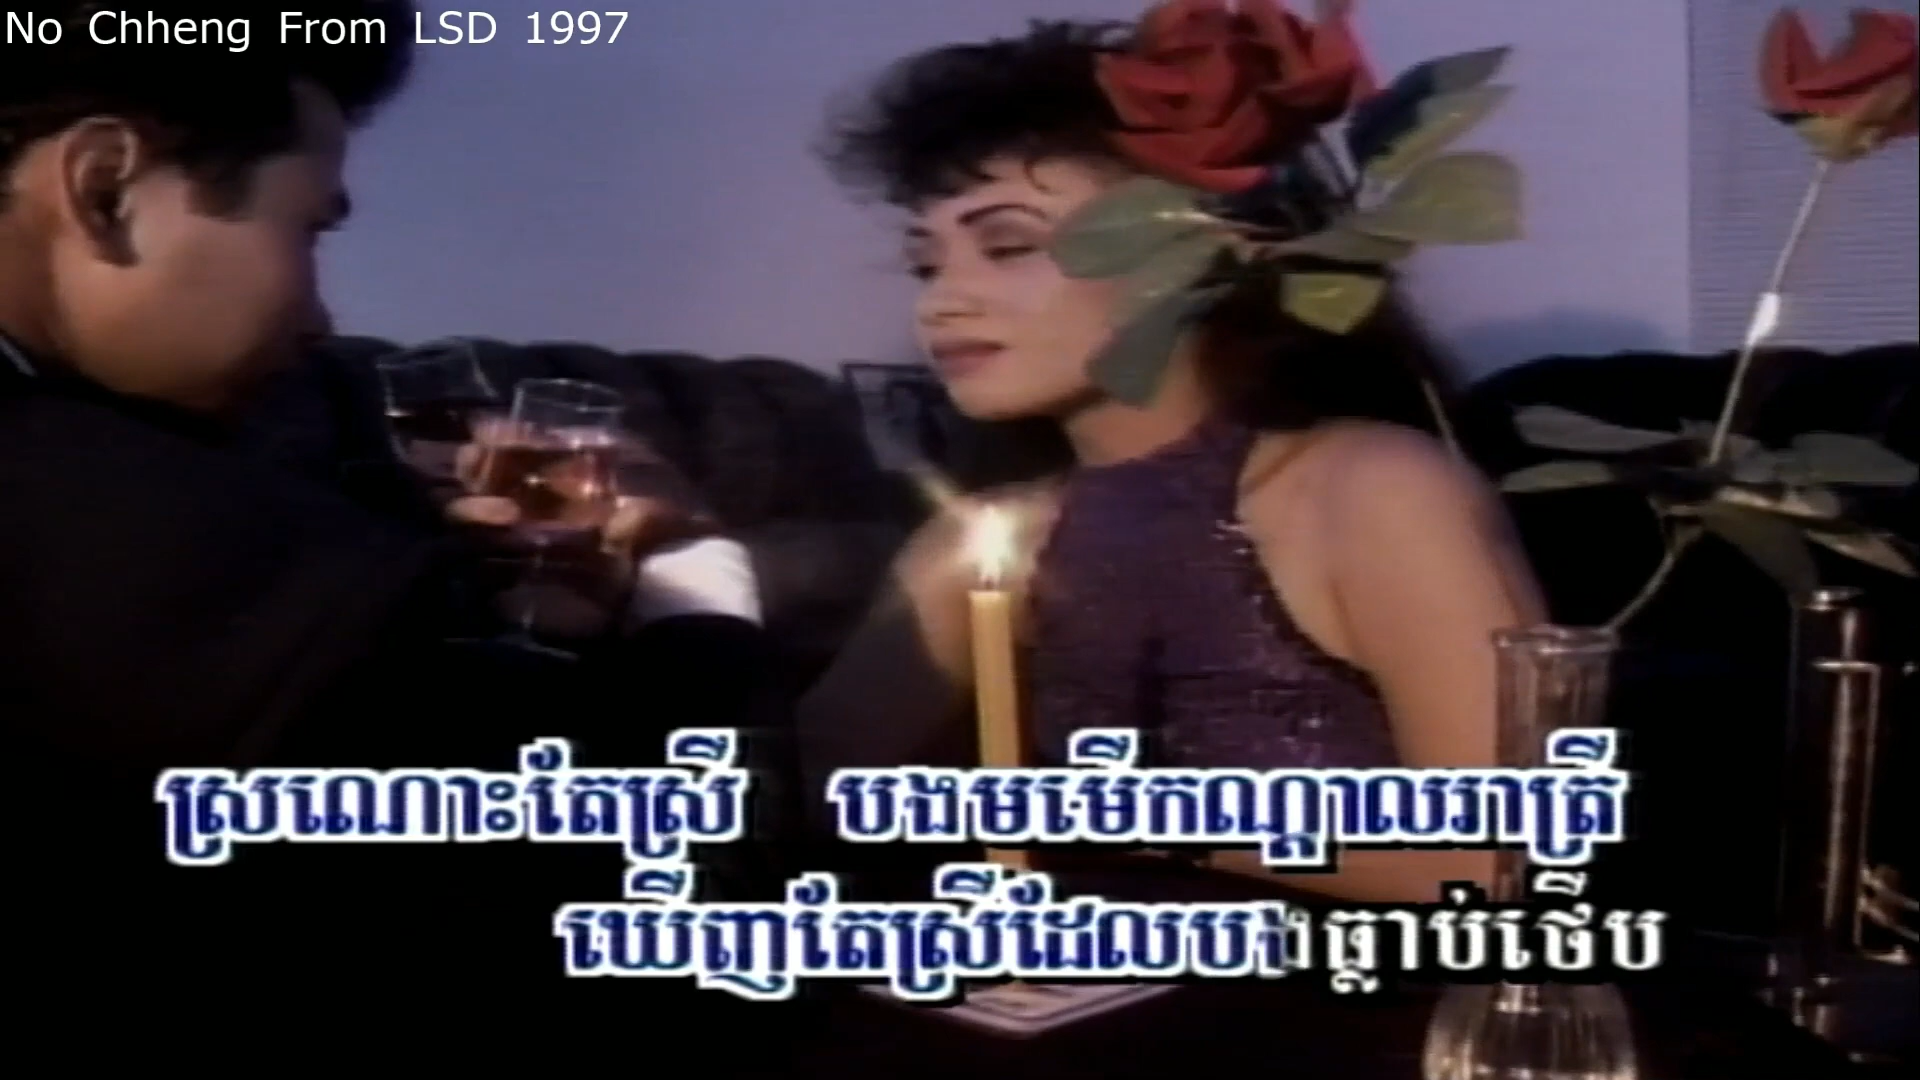 No Chheng From LSD 1997
ស្រណោះតែស្រី បងមមើកណ្ដាលរាត្រី
ឃើញតែស្រីដែលបងធ្លាប់ថើប